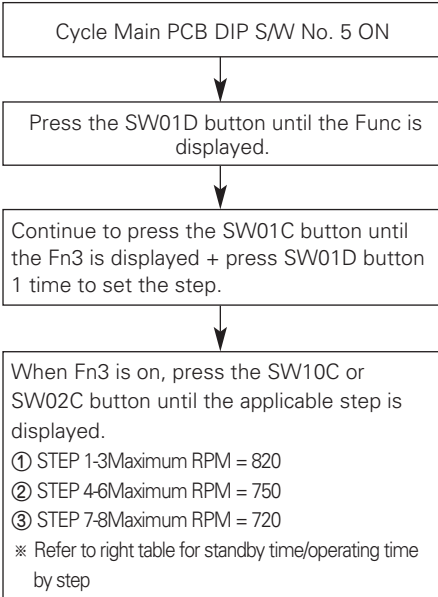 Cycle Main PCB DIP S/W No. 5 ON
Press the SW01D button until the Func is
displayed.
Continue to press the SW01C button until
the Fn3 is displayed + press SW01D button
1 time to set the step.
When Fn3 is on, press the SW10C or
SW02C button until the applicable step is
displayed.
① STEP 1-3Maximum RPM = 820
② STEP 4-6Maximum RPM = 750
③ STEP 7-8Maximum RPM = 720
※ Refer to right table for standby time/operating time
by step